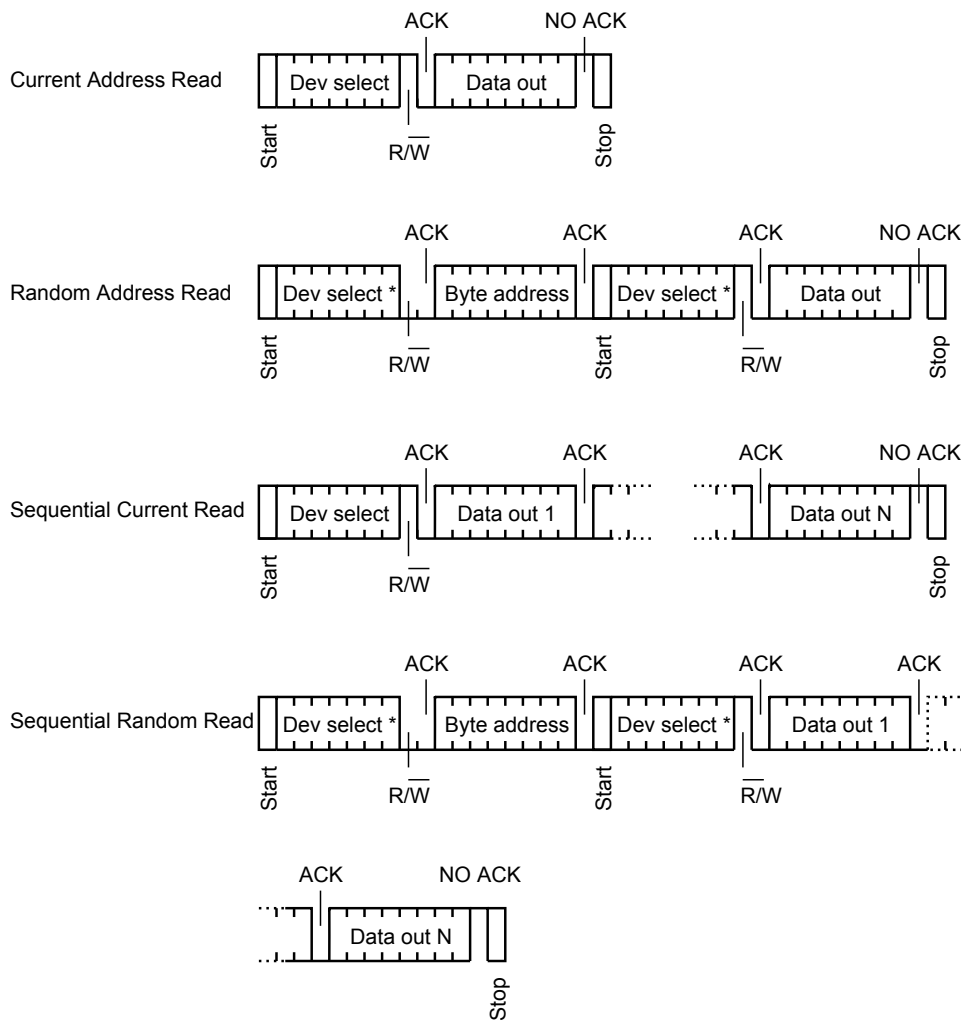 ACK NO ACK
Current Address Read
Dev select Data out
Start R/W̅ Stop
ACK ACK ACK NO ACK
Random Address Read
Dev select * Byte address Dev select * Data out
Start R/W̅ Start R̅/W Stop
ACK ACK ACK NO ACK
Sequential Current Read
Dev select Data out 1 Data out N
Start R/W̅ Stop
ACK ACK ACK ACK
Sequential Random Read
Dev select * Byte address Dev select * Data out 1
Start R/W̅ Start R̅/W
ACK NO ACK
Data out N
Stop